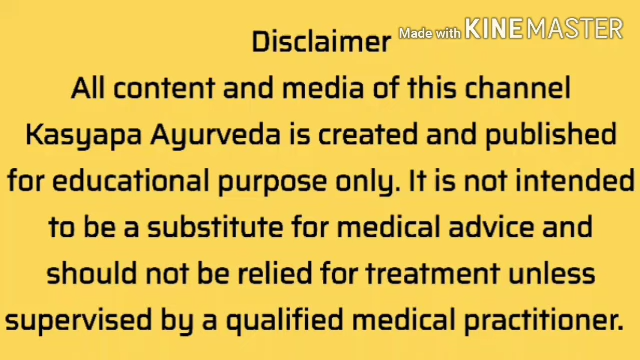 Disclaimer
Made with KINEMASTER
All content and media of this channel
Kasyapa Ayurveda is created and published
for educational purpose only. It is not intended
to be a substitute for medical advice and
should not be relied for treatment unless
supervised by a qualified medical practitioner.